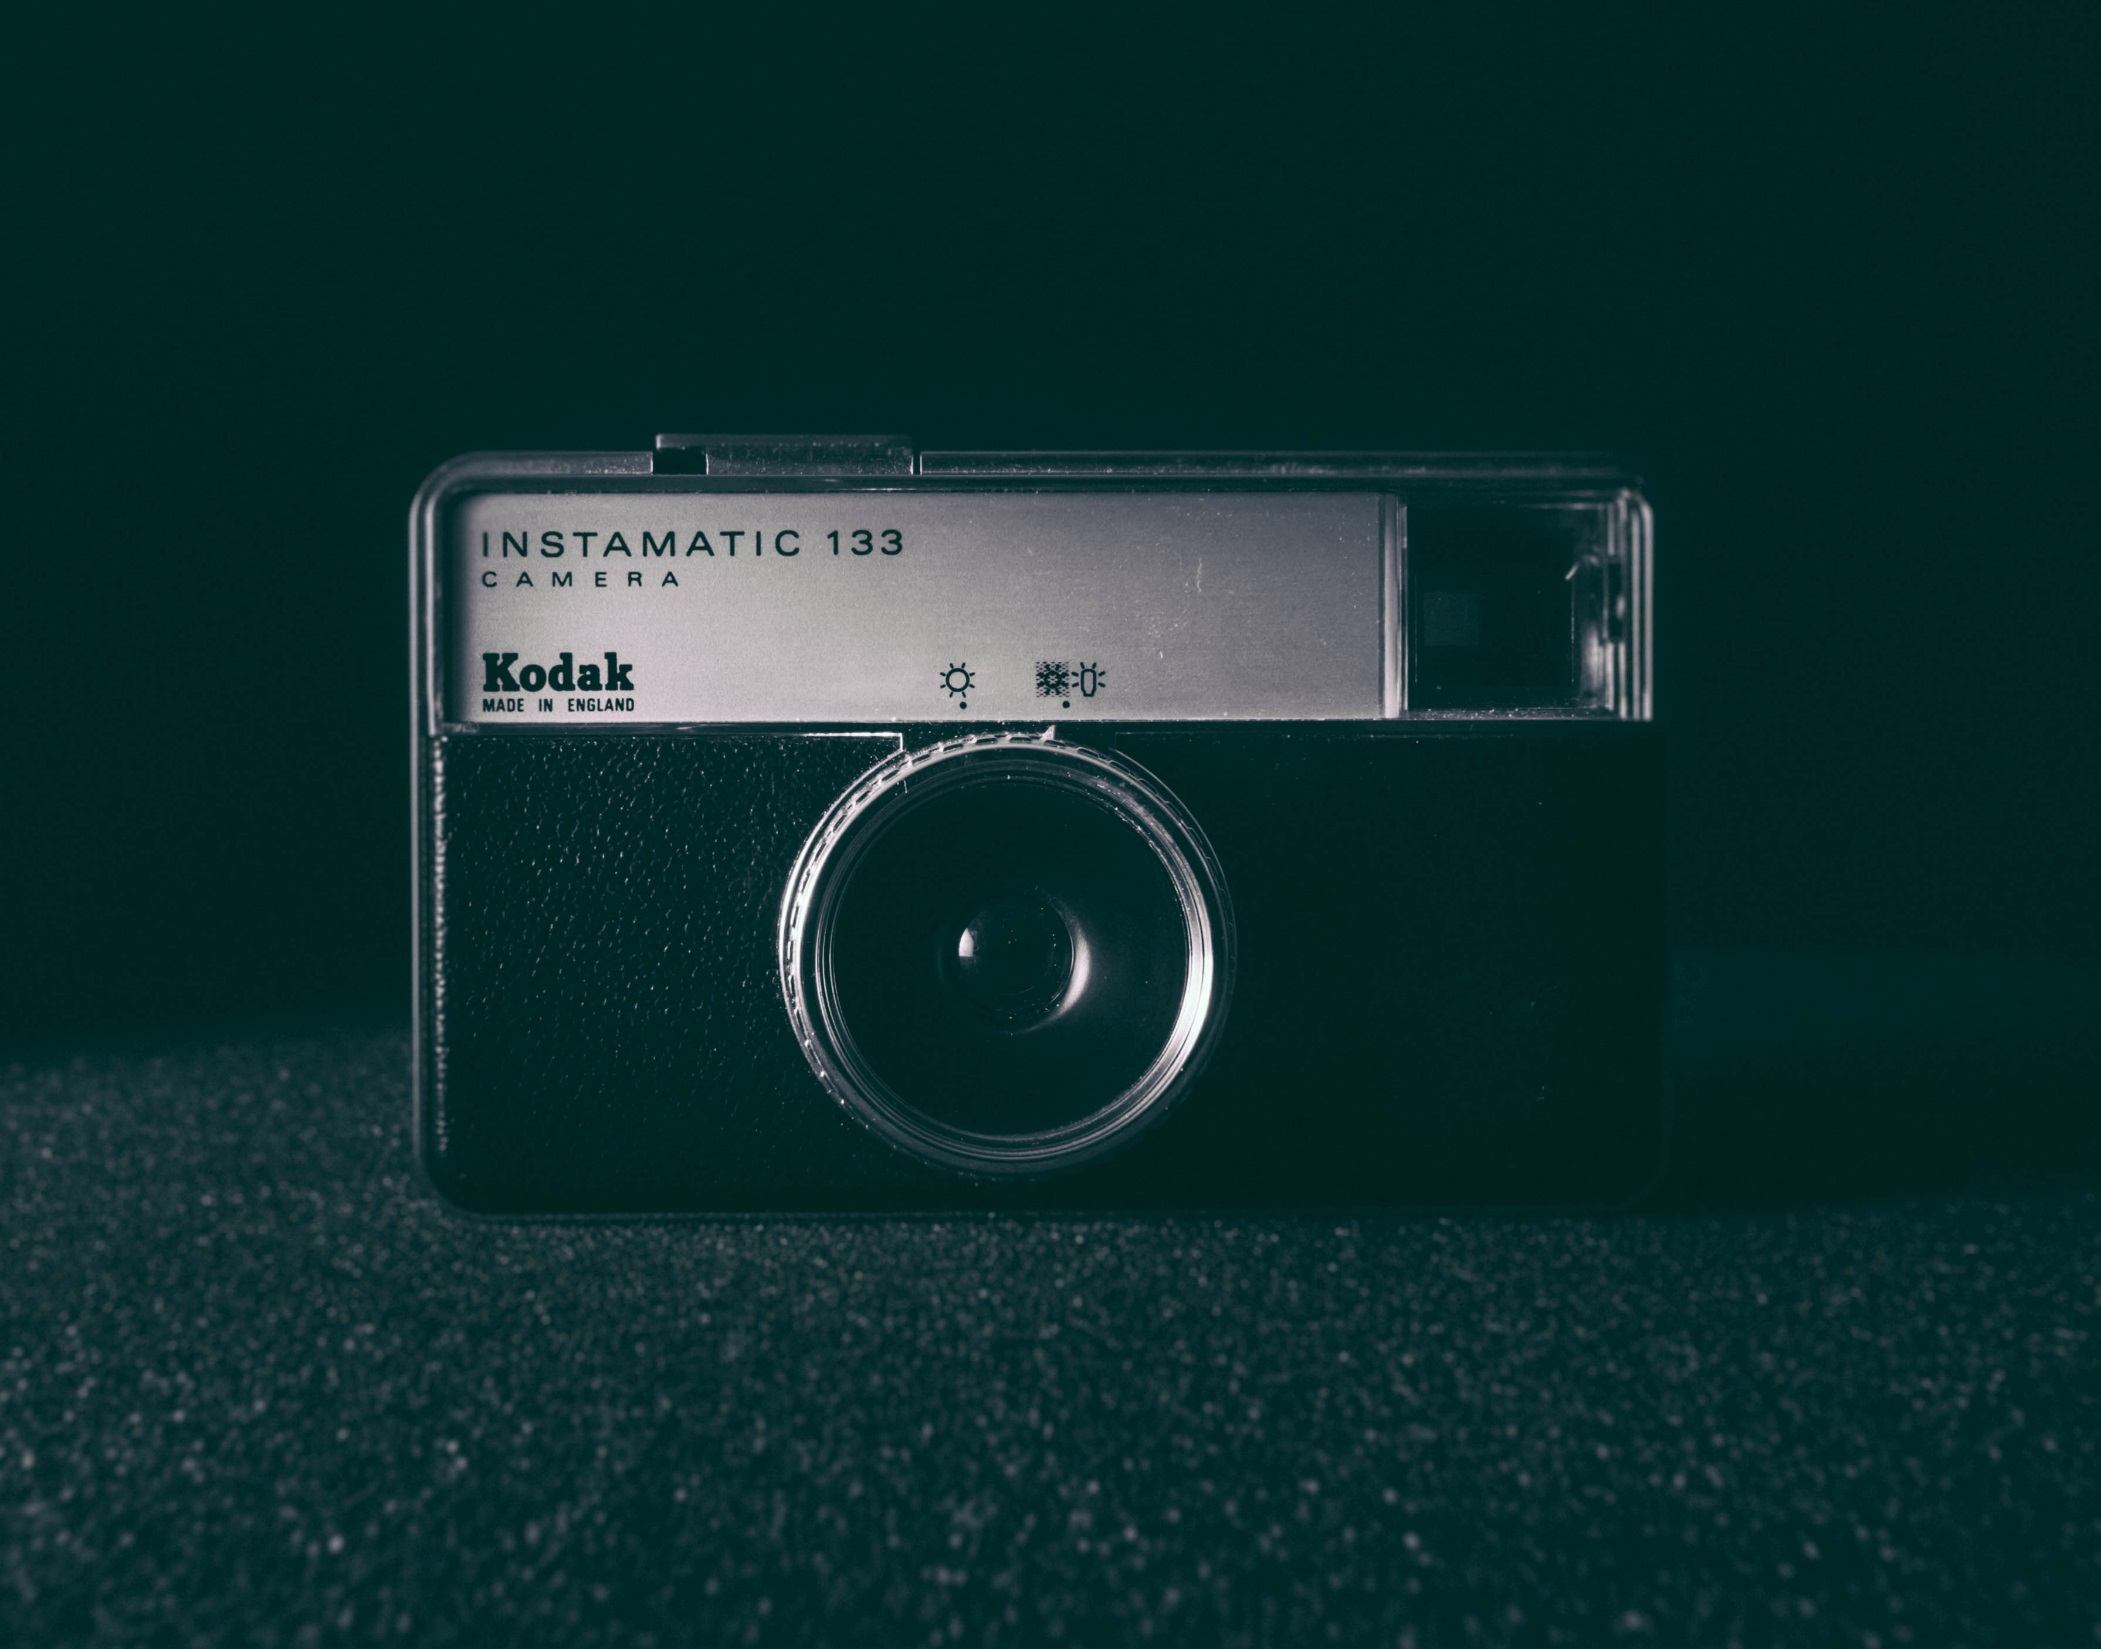 INSTAMATIC 133
CAMERA
Kodak
MADE IN ENGLAND